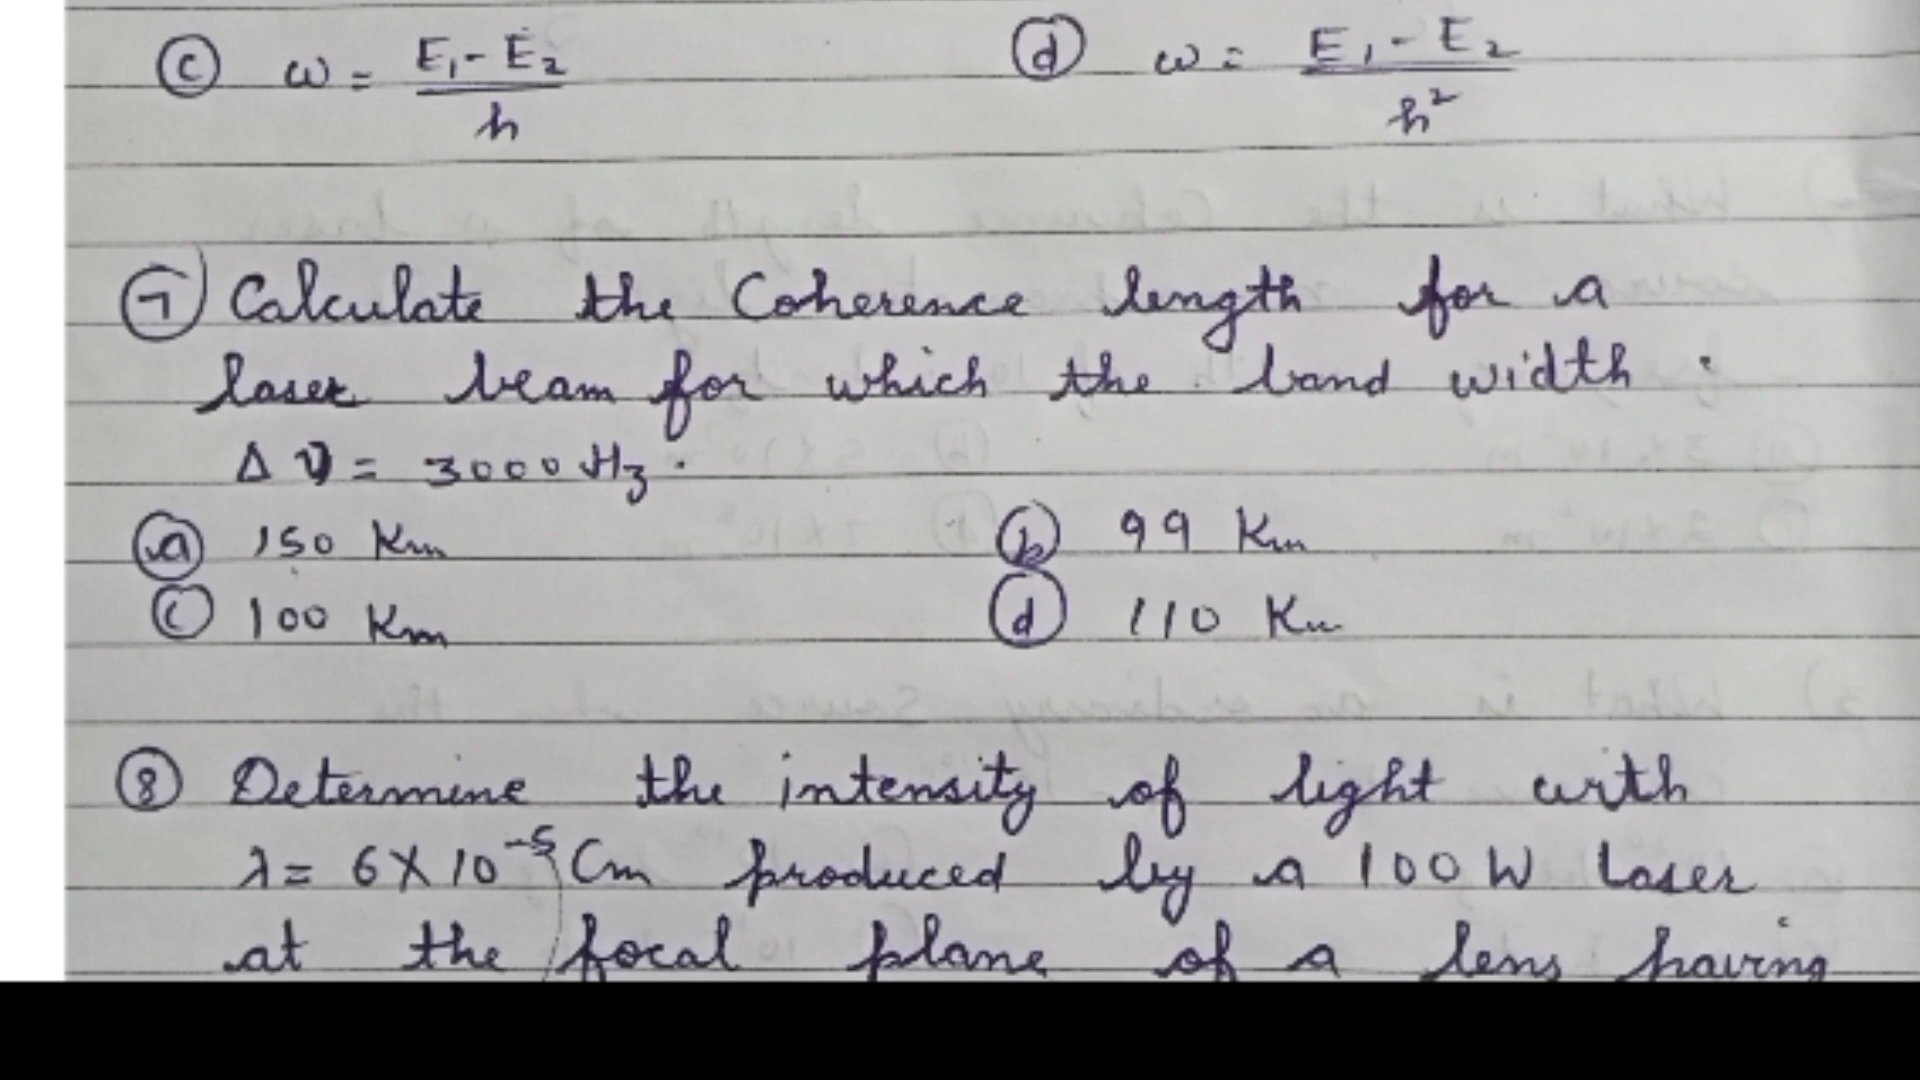 (c) ω = E₁ - E₂ / h (d) ω = E₁ - E₂ / h²
(7) Calculate the Coherence length for a
laser beam for which the band width
Δν = 3000 Hz.
(a) 150 Km (b) 99 Km
(c) 100 Km (d) 110 Km
(8) Determine the intensity of light with
λ = 6 X 10⁻⁵ Cm produced by a 100 W Laser
at the focal plane of a lens having